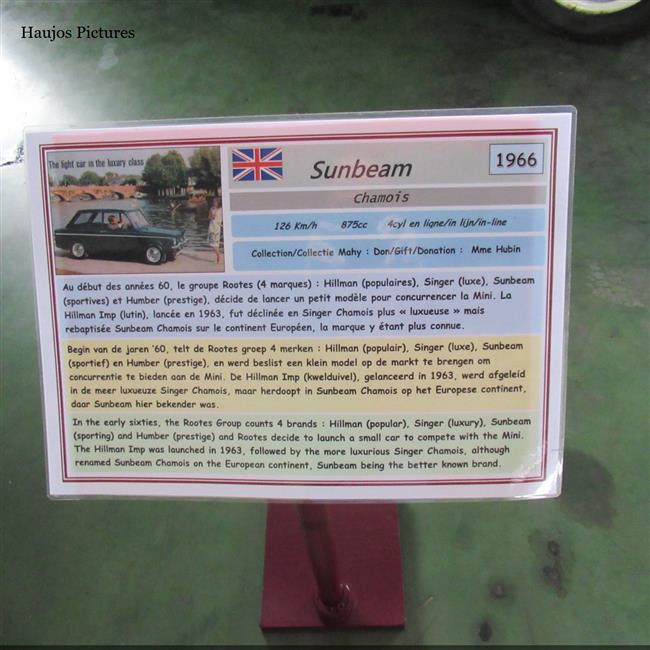 Haujos Pictures
The light car in the luxury class
Sunbeam
1966
Chamois
126 Km/h 875cc 4cyl en ligne/in lijn/in-line
Collection/Collectie Mahy : Don/Gift/Donation : Mme Hubin
Au début des années 60, le groupe Rootes (4 marques) : Hillman (populaires), Singer (luxe), Sunbeam
(sportives) et Humber (prestige), décide de lancer un petit modèle pour concurrencer la Mini. La
Hillman Imp (lutin), lancée en 1963, fut déclinée en Singer Chamois plus « luxueuse » mais
rebaptisée Sunbeam Chamois sur le continent Européen, la marque y étant plus connue.
Begin van de jaren '60, telt de Rootes groep 4 merken : Hillman (populair), Singer (luxe), Sunbeam
(sportief) en Humber (prestige), en werd beslist een klein model op de markt te brengen om
concurrentie te bieden aan de Mini. De Hillman Imp (kwelduivel), gelanceerd in 1963, werd afgeleid
in de meer luxueuze Singer Chamois, maar herdoopt in Sunbeam Chamois op het Europese continent,
daar Sunbeam hier bekender was.
In the early sixties, the Rootes Group counts 4 brands : Hillman (popular), Singer (luxury), Sunbeam
(sporting) and Humber (prestige) and Rootes decide to launch a small car to compete with the Mini.
The Hillman Imp was launched in 1963, followed by the more luxurious Singer Chamois, although
renamed Sunbeam Chamois on the European continent, Sunbeam being the better known brand.